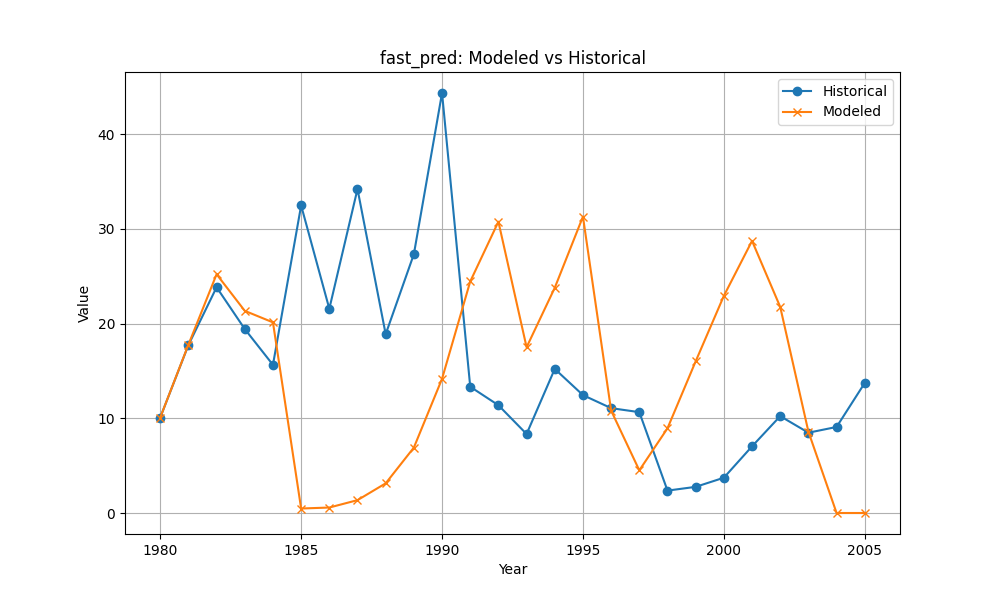 fast_pred: Modeled vs Historical
Historical
Modeled
Value
40
30
20
10
0
1980 1985 1990 1995 2000 2005
Year